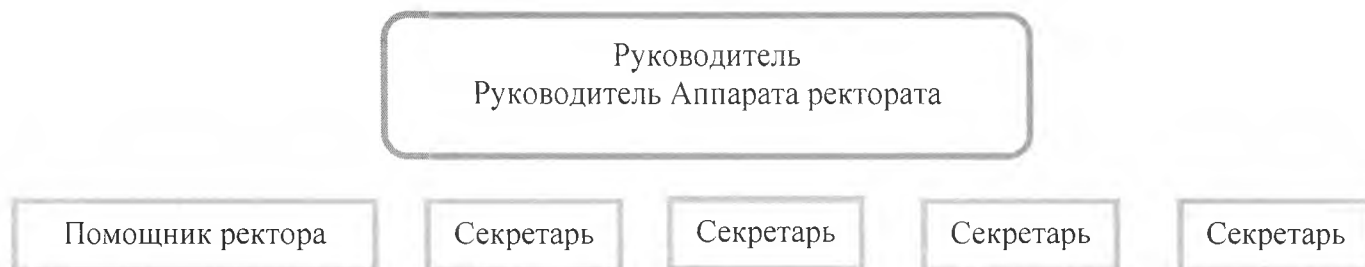 Руководитель
Руководитель Аппарата ректората
Помощник ректора
Секретарь
Секретарь
Секретарь
Секретарь